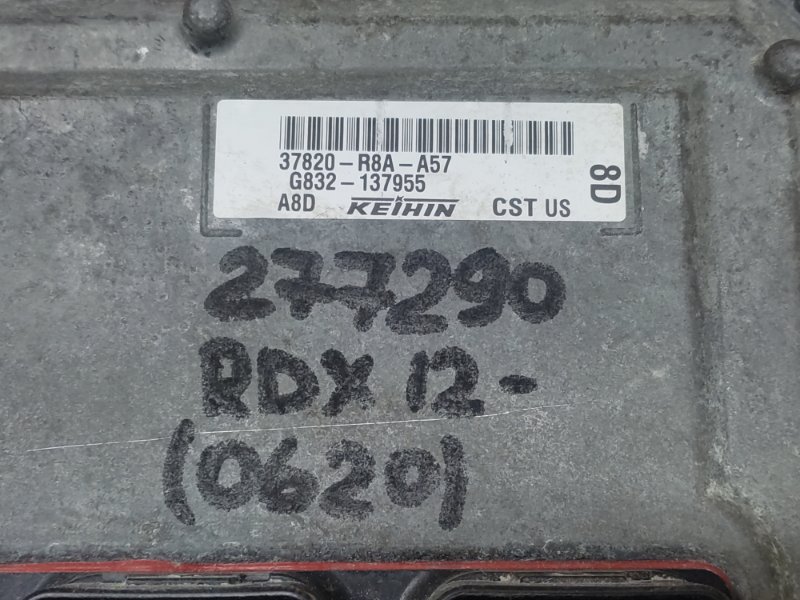 37820-R8A-A57
G832-137955
A8D KEIHIN CST US
8D
277290
RDX 12-
(0620)